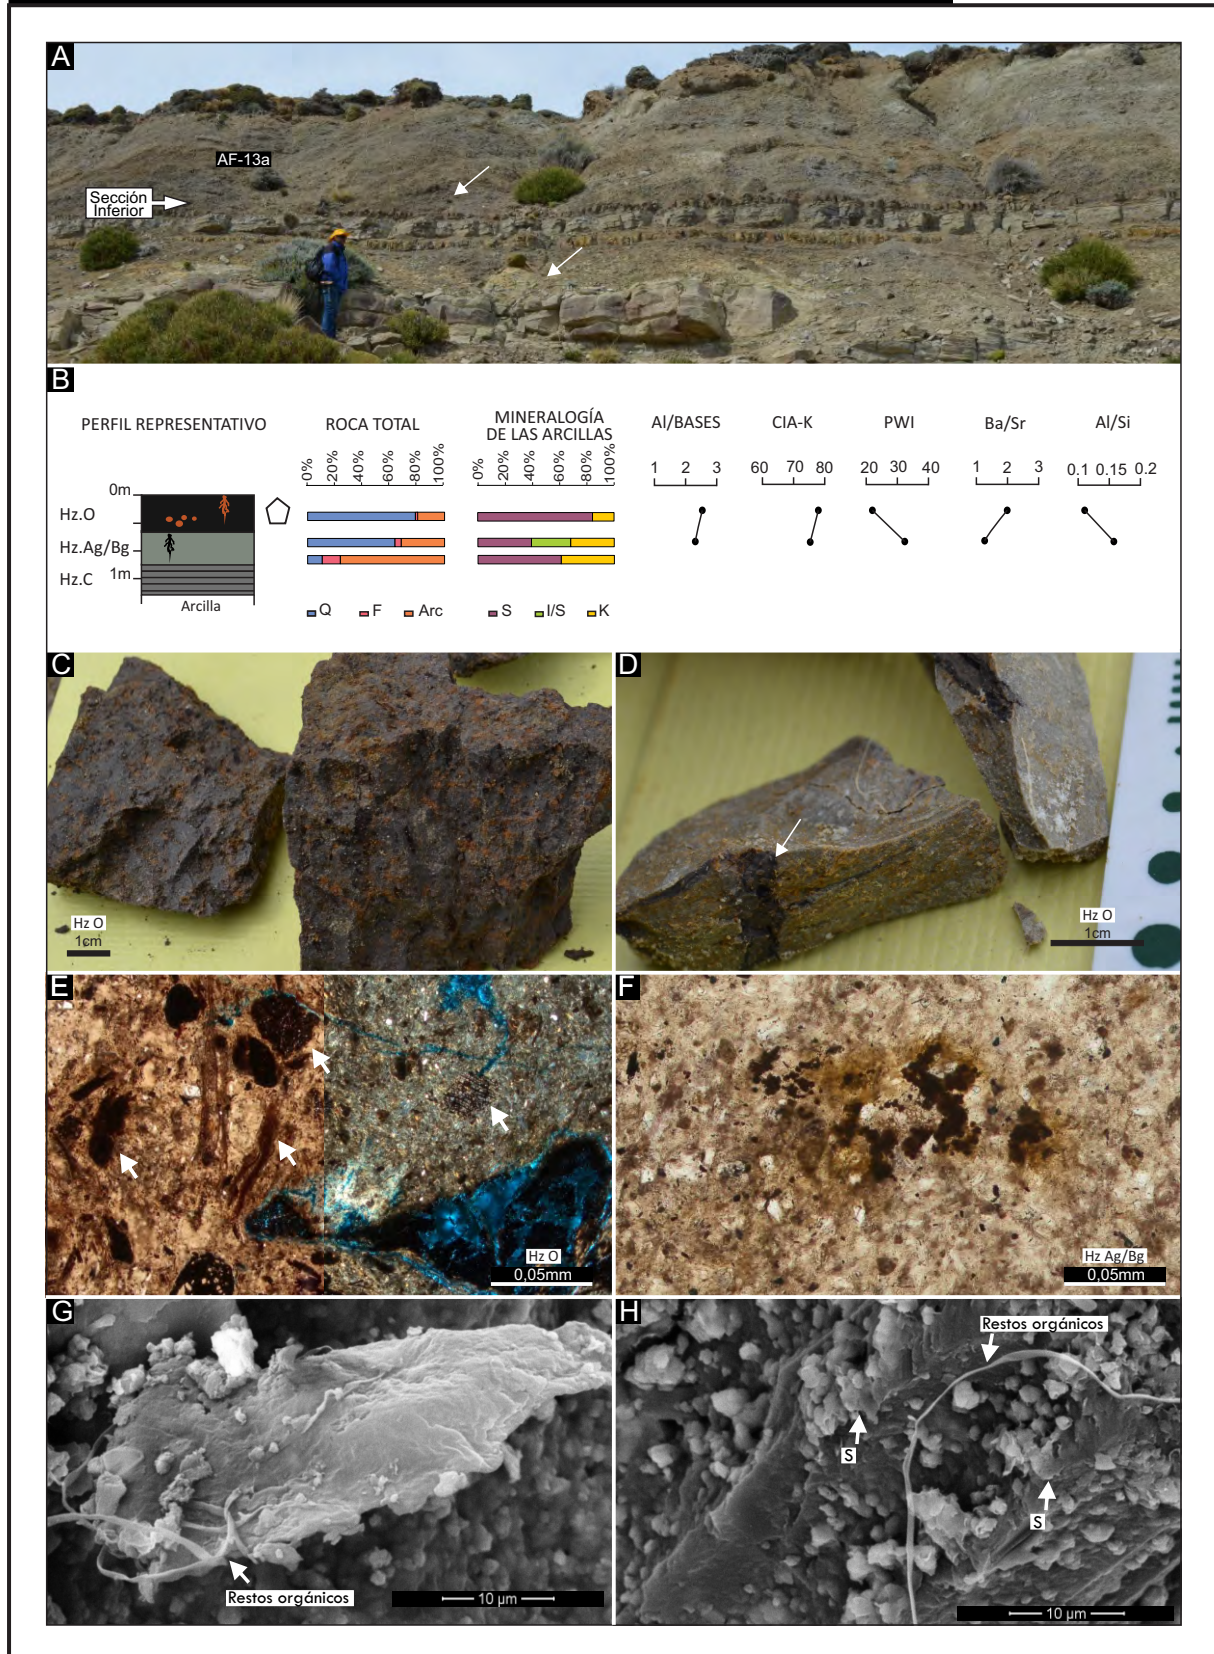 A
AF-13a
Sección
Inferior
B
PERFIL REPRESENTATIVO
ROCA TOTAL
MINERALOGÍA
DE LAS ARCILLAS
Al/BASES
CIA-K
PWI
Ba/Sr
Al/Si
0% 20% 40% 60% 80% 100%
0% 20% 40% 60% 80% 100%
1 2 3
60 70 80
20 30 40
1 2 3
0.1 0.15 0.2
0m
Hz.O
Hz.Ag/Bg
Hz.C
1m
Arcilla
Q F Arc
S I/S K
C
Hz O
1cm
D
Hz O
1cm
E
Hz O
0,05mm
F
Hz Ag/Bg
0,05mm
G
Restos orgánicos
10 µm
H
Restos orgánicos
S
S
10 µm